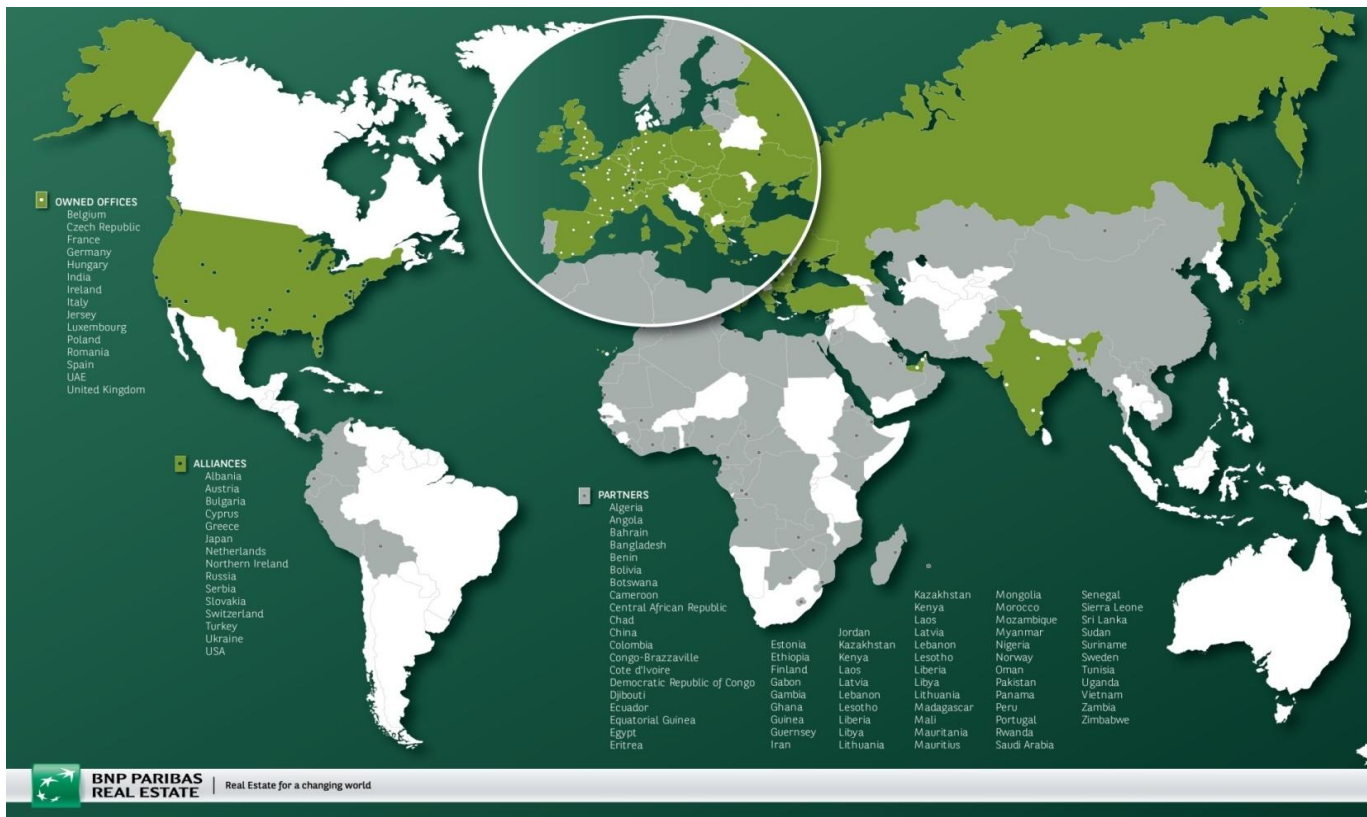 OWNED OFFICES
Belgium
Czech Republic
France
Germany
Hungary
India
Ireland
Italy
Jersey
Luxembourg
Poland
Romania
Spain
UAE
United Kingdom
ALLIANCES
Albania
Austria
Bulgaria
Cyprus
Greece
Japan
Netherlands
Northern Ireland
Russia
Serbia
Slovakia
Switzerland
Turkey
Ukraine
USA
PARTNERS
Algeria
Angola
Bahrain
Bangladesh
Benin
Bolivia
Botswana
Cameroon
Central African Republic
Chad
China
Colombia
Congo-Brazzaville
Cote d'Ivoire
Democratic Republic of Congo
Djibouti
Ecuador
Equatorial Guinea
Egypt
Eritrea
Estonia
Ethiopia
Finland
Gabon
Gambia
Ghana
Guinea
Guernsey
Iran
Jordan
Kazakhstan
Kenya
Laos
Latvia
Lebanon
Lesotho
Liberia
Libya
Lithuania
Kazakhstan
Kenya
Laos
Latvia
Lebanon
Lesotho
Liberia
Libya
Lithuania
Madagascar
Mali
Mauritania
Mauritius
Mongolia
Morocco
Mozambique
Myanmar
Nigeria
Norway
Oman
Pakistan
Panama
Peru
Portugal
Rwanda
Saudi Arabia
Senegal
Sierra Leone
Sri Lanka
Sudan
Suriname
Sweden
Tunisia
Uganda
Vietnam
Zambia
Zimbabwe
BNP PARIBAS
REAL ESTATE
Real Estate for a changing world